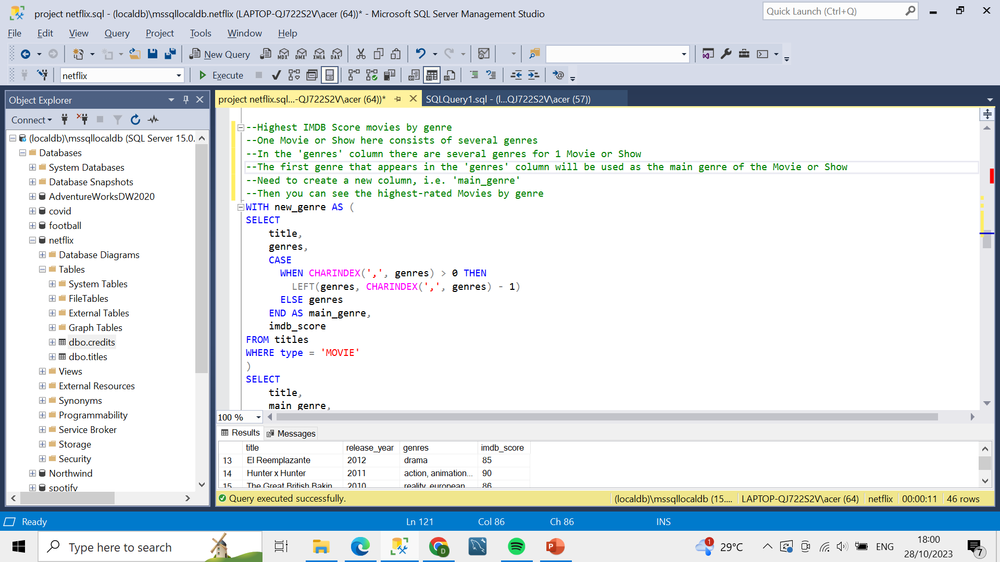 project netflix.sql - (localdb)\mssqllocaldb.netflix (LAPTOP-QJ722S2V\acer (64))* - Microsoft SQL Server Management Studio
Quick Launch (Ctrl+Q)
File Edit View Query Project Tools Window Help
New Query MDX DMX XMLA DAX
netflix
Execute
Object Explorer
project netflix.sql...-QJ722S2V\acer (64))*
SQLQuery1.sql - (l...QJ722S2V\acer (57))
Connect
(localdb)\mssqllocaldb (SQL Server 15.0.
Databases
System Databases
Database Snapshots
AdventureWorksDW2020
covid
football
netflix
Database Diagrams
Tables
System Tables
FileTables
External Tables
Graph Tables
dbo.credits
dbo.titles
Views
External Resources
Synonyms
Programmability
Service Broker
Storage
Security
Northwind
spotify
--Highest IMDB Score movies by genre
--One Movie or Show here consists of several genres
--In the 'genres' column there are several genres for 1 Movie or Show
--The first genre that appears in the 'genres' column will be used as the main genre of the Movie or Show
--Need to create a new column, i.e. 'main_genre'
--Then you can see the highest-rated Movies by genre
WITH new_genre AS (
SELECT
title,
genres,
CASE
WHEN CHARINDEX(',', genres) > 0 THEN
LEFT(genres, CHARINDEX(',', genres) - 1)
ELSE genres
END AS main_genre,
imdb_score
FROM titles
WHERE type = 'MOVIE'
)
SELECT
title,
main_genre,
100 %
Results Messages
title release_year genres imdb_score
13 El Reemplazante 2012 drama 85
14 Hunter x Hunter 2011 action, animation... 90
15 The Great British Bakin 2010 reality, european 86
Query executed successfully.
(localdb)\mssqllocaldb (15.... LAPTOP-QJ722S2V\acer (64) netflix 00:00:11 46 rows
Ready Ln 121 Col 86 Ch 86 INS
Type here to search
D
P
1
29°C
ENG
18:00
28/10/2023
7